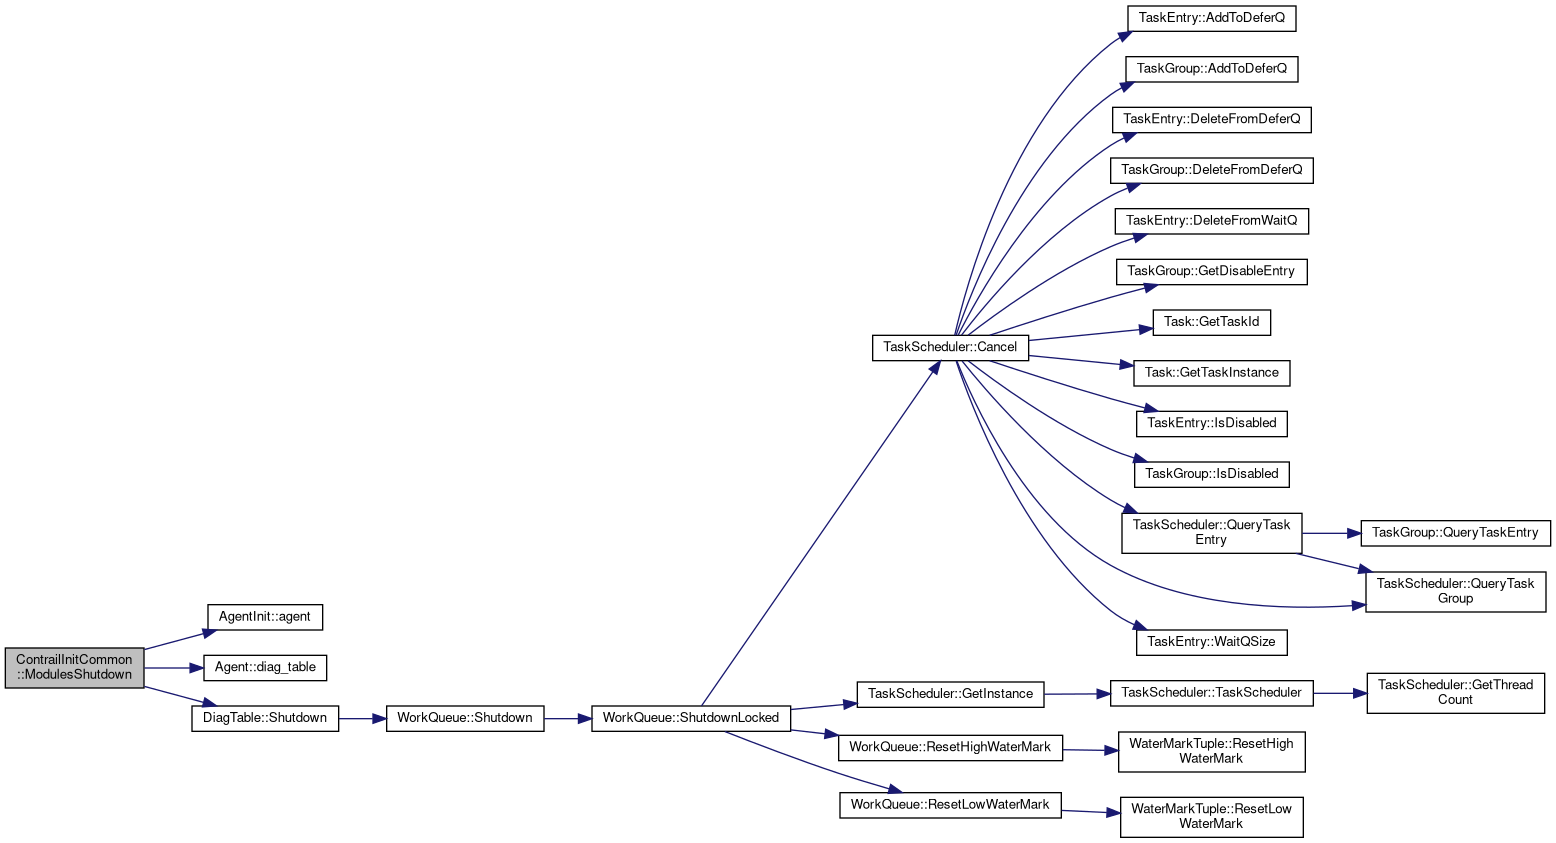 TaskEntry::AddToDeferQ
TaskGroup::AddToDeferQ
TaskEntry::DeleteFromDeferQ
TaskGroup::DeleteFromDeferQ
TaskEntry::DeleteFromWaitQ
TaskGroup::GetDisableEntry
Task::GetTaskId
TaskScheduler::Cancel
Task::GetTaskInstance
TaskEntry::IsDisabled
TaskGroup::IsDisabled
TaskScheduler::QueryTask
Entry
TaskGroup::QueryTaskEntry
TaskScheduler::QueryTask
Group
AgentInit::agent
TaskEntry::WaitQSize
ContrailInitCommon
::ModulesShutdown
Agent::diag_table
TaskScheduler::GetInstance
TaskScheduler::TaskScheduler
TaskScheduler::GetThread
Count
DiagTable::Shutdown
WorkQueue::Shutdown
WorkQueue::ShutdownLocked
WorkQueue::ResetHighWaterMark
WaterMarkTuple::ResetHigh
WaterMark
WorkQueue::ResetLowWaterMark
WaterMarkTuple::ResetLow
WaterMark